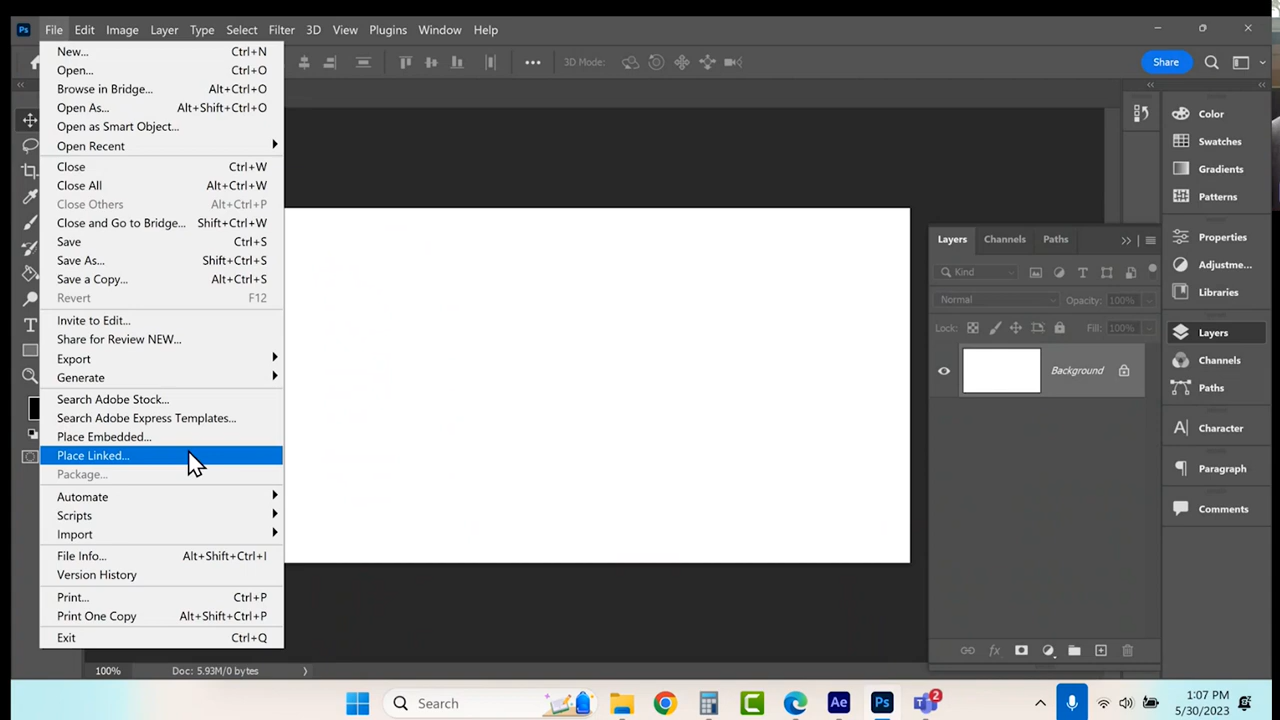 Ps File Edit Image Layer Type Select Filter 3D View Plugins Window Help
3D Mode: Share
New... Ctrl+N
Open... Ctrl+O
Browse in Bridge... Alt+Ctrl+O
Open As... Alt+Shift+Ctrl+O
Open as Smart Object...
Open Recent
Close Ctrl+W
Close All Alt+Ctrl+W
Close Others Alt+Ctrl+P
Close and Go to Bridge... Shift+Ctrl+W
Save Ctrl+S
Save As... Shift+Ctrl+S
Save a Copy... Alt+Ctrl+S
Revert F12
Invite to Edit...
Share for Review NEW...
Export
Generate
Search Adobe Stock...
Search Adobe Express Templates...
Place Embedded...
Place Linked...
Package...
Automate
Scripts
Import
File Info... Alt+Shift+Ctrl+I
Version History
Print... Ctrl+P
Print One Copy Alt+Shift+Ctrl+P
Exit Ctrl+Q
Layers Channels Paths
Kind
Normal Opacity: 100%
Lock: Fill: 100%
Background
Color
Swatches
Gradients
Patterns
Properties
Adjustme...
Libraries
Layers
Channels
Paths
Character
Paragraph
Comments
100% Doc: 5.93M/0 bytes
Search Ae Ps 2 1:07 PM
5/30/2023